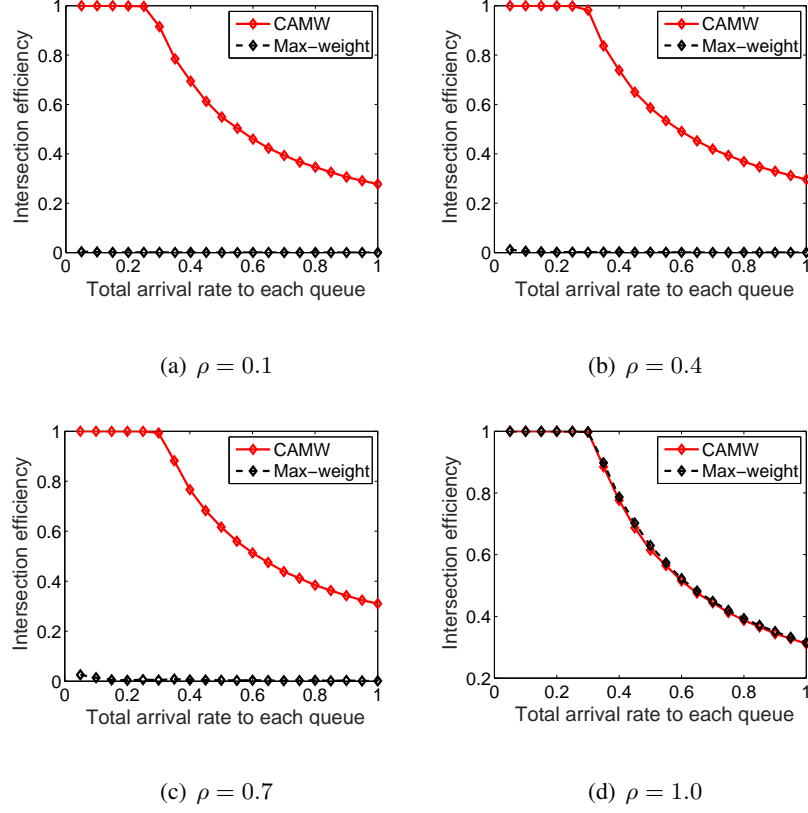 1
0.8
0.6
0.4
0.2
0
Intersection efficiency
CAMW
Max−weight
0 0.2 0.4 0.6 0.8 1
Total arrival rate to each queue
(a) ρ = 0.1
1
0.8
0.6
0.4
0.2
0
Intersection efficiency
CAMW
Max−weight
0 0.2 0.4 0.6 0.8 1
Total arrival rate to each queue
(b) ρ = 0.4
1
0.8
0.6
0.4
0.2
0
Intersection efficiency
CAMW
Max−weight
0 0.2 0.4 0.6 0.8 1
Total arrival rate to each queue
(c) ρ = 0.7
1
0.8
0.6
0.4
0.2
Intersection efficiency
CAMW
Max−weight
0 0.2 0.4 0.6 0.8 1
Total arrival rate to each queue
(d) ρ = 1.0